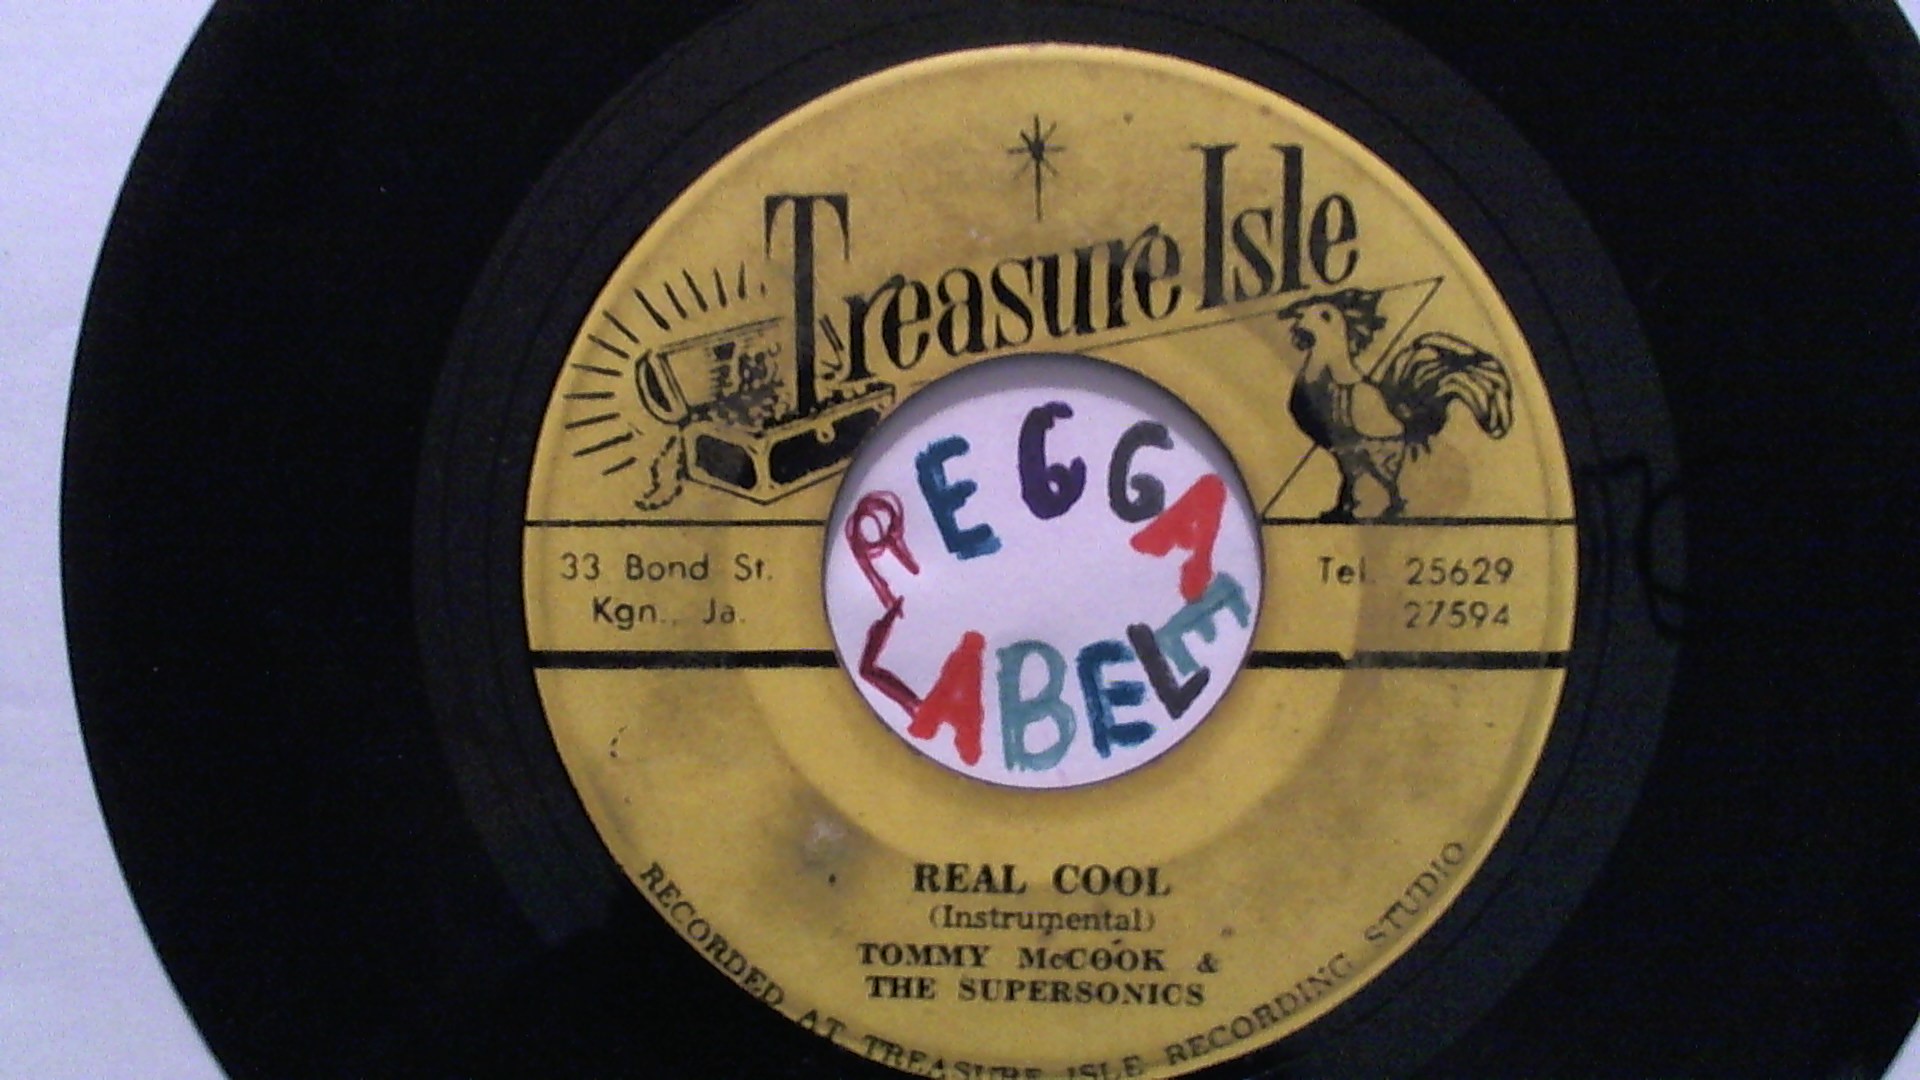 Treasure Isle
33 Bond St.
Kgn., Ja.
Tel. 25629
27594
REGGAE
LABEL
REAL COOL
(Instrumental)
TOMMY McCOOK &
THE SUPERSONICS
RECORDED AT TREASURE ISLE RECORDING STUDIO